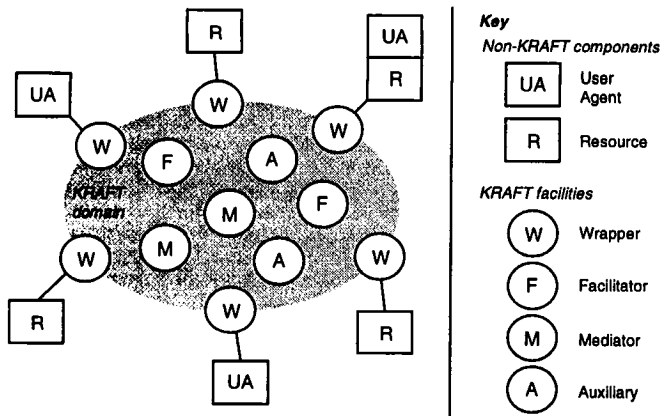 R
UA
R
UA
W
W
W
F
A
KRAFT
domain
M
F
M
A
W
W
W
R
R
UA
Key
Non-KRAFT components
UA
User
Agent
R
Resource
KRAFT facilities
W
Wrapper
F
Facilitator
M
Mediator
A
Auxiliary